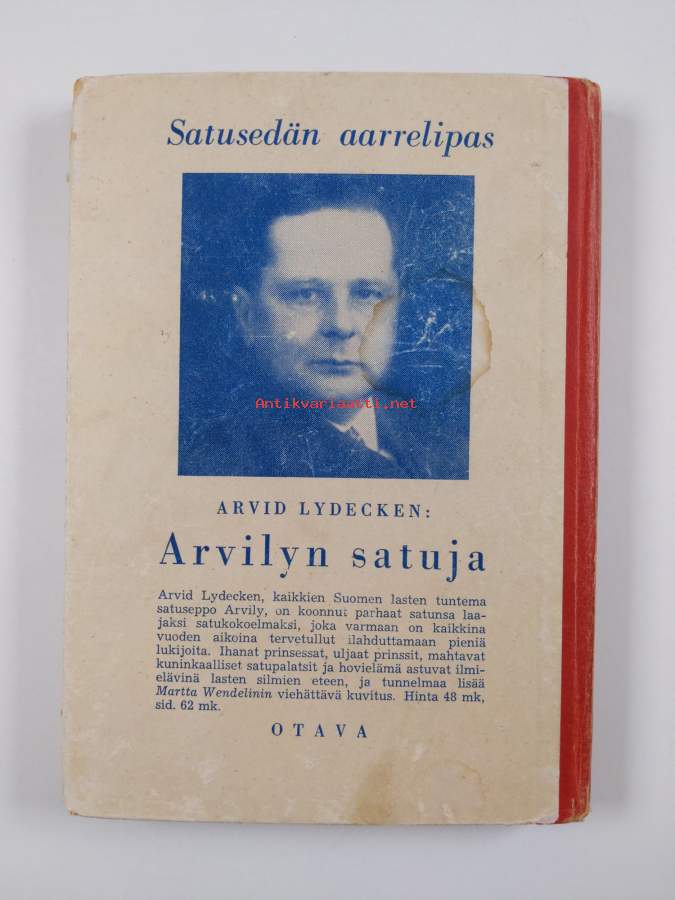 Satusedän aarrelipas
Antikvariaatti.net
ARVID LYDECKEN:
Arvilyn satuja
Arvid Lydecken, kaikkien Suomen lasten tuntema
satuseppo Arvily, on koonnut parhaat satunsa laa-
jaksi satukokoelmaksi, joka varmaan on kaikkina
vuoden aikoina tervetullut ilahduttamaan pieniä
lukijoita. Ihanat prinsessat, uljaat prinssit, mahtavat
kuninkaalliset satupalatsit ja hovielämä astuvat ilmi-
elävinä lasten silmien eteen, ja tunnelmaa lisää
Martta Wendelinin viehättävä kuvitus. Hinta 48 mk,
sid. 62 mk.
OTAVA